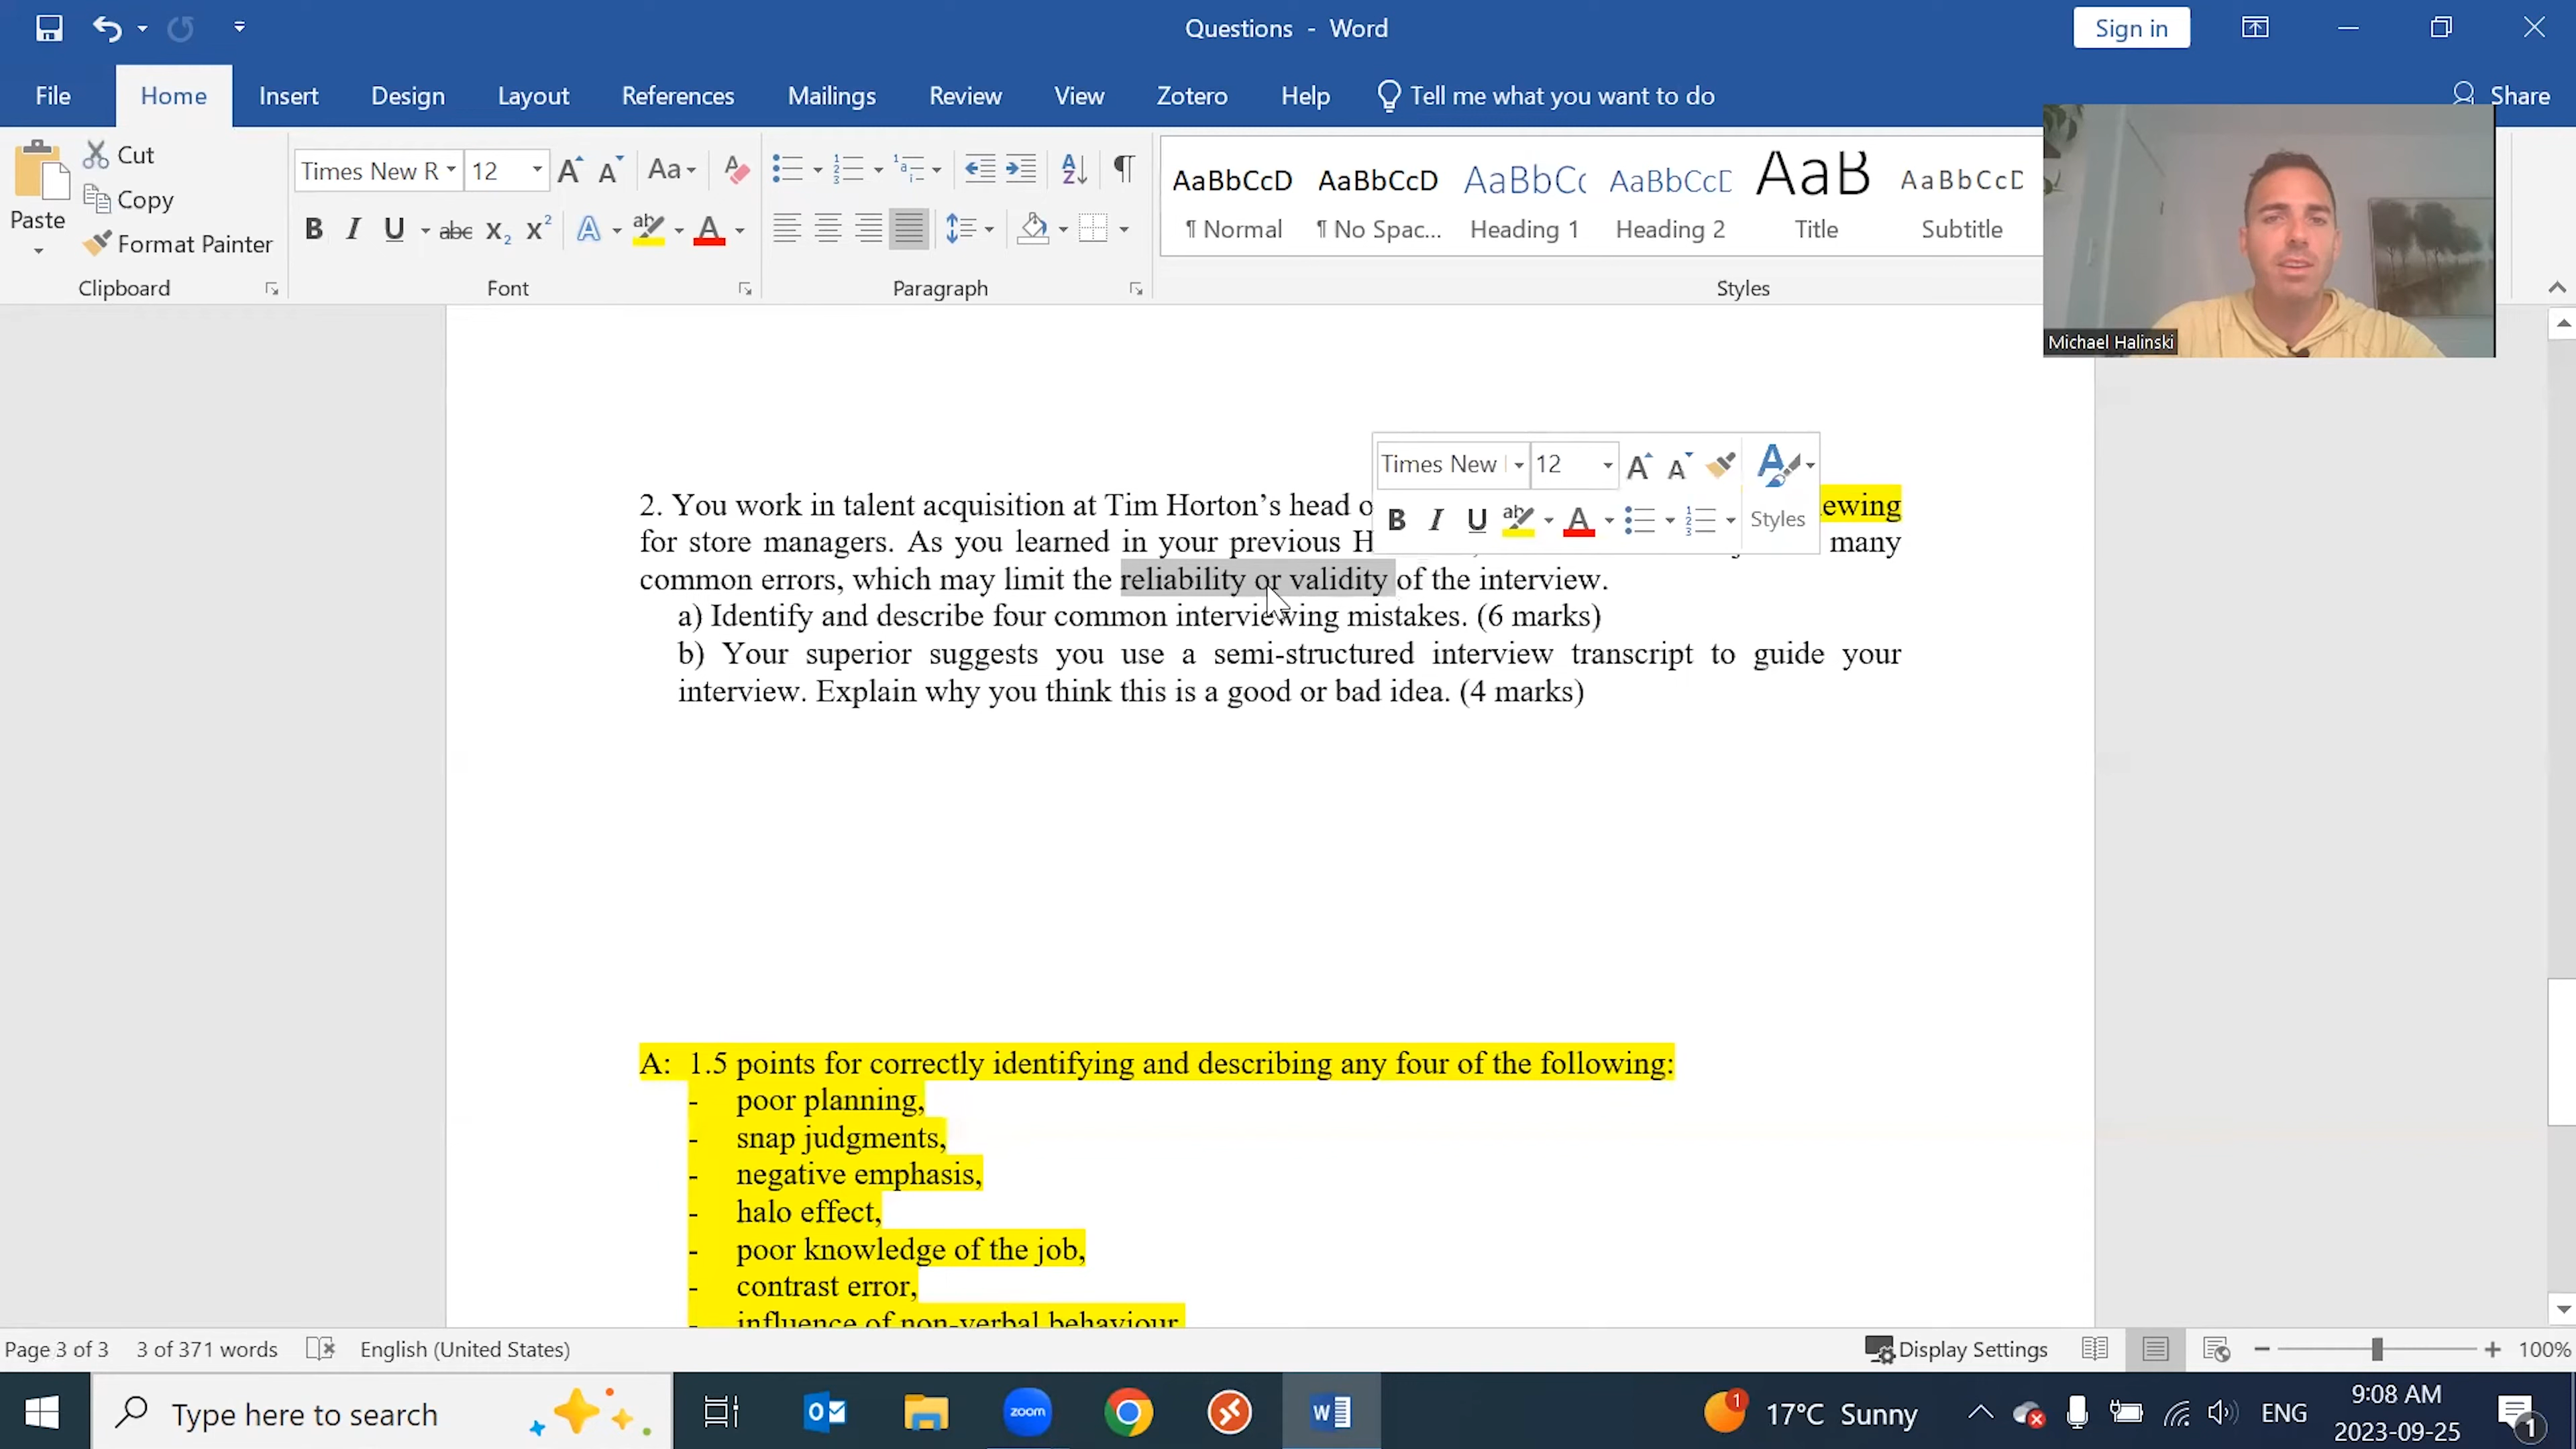 Questions - Word
Sign in
File Home Insert Design Layout References Mailings Review View Zotero Help Tell me what you want to do Share
Paste
Cut
Copy
Format Painter
Clipboard
Times New R 12
Font
Paragraph
AaBbCcD AaBbCcD AaBbCc AaBbCcD AaB AaBbCcD
¶ Normal ¶ No Spac... Heading 1 Heading 2 Title Subtitle
Styles
Michael Halinski
Times New 12
Styles
2. You work in talent acquisition at Tim Horton's head ewing
for store managers. As you learned in your previous many
common errors, which may limit the reliability or validity of the interview.
a) Identify and describe four common interviewing mistakes. (6 marks)
b) Your superior suggests you use a semi-structured interview transcript to guide your
interview. Explain why you think this is a good or bad idea. (4 marks)
A: 1.5 points for correctly identifying and describing any four of the following:
- poor planning,
- snap judgments,
- negative emphasis,
- halo effect,
- poor knowledge of the job,
- contrast error,
- influence of non-verbal behaviour
Page 3 of 3 3 of 371 words English (United States) Display Settings 100%
Type here to search
zoom
17°C Sunny
ENG
9:08 AM
2023-09-25